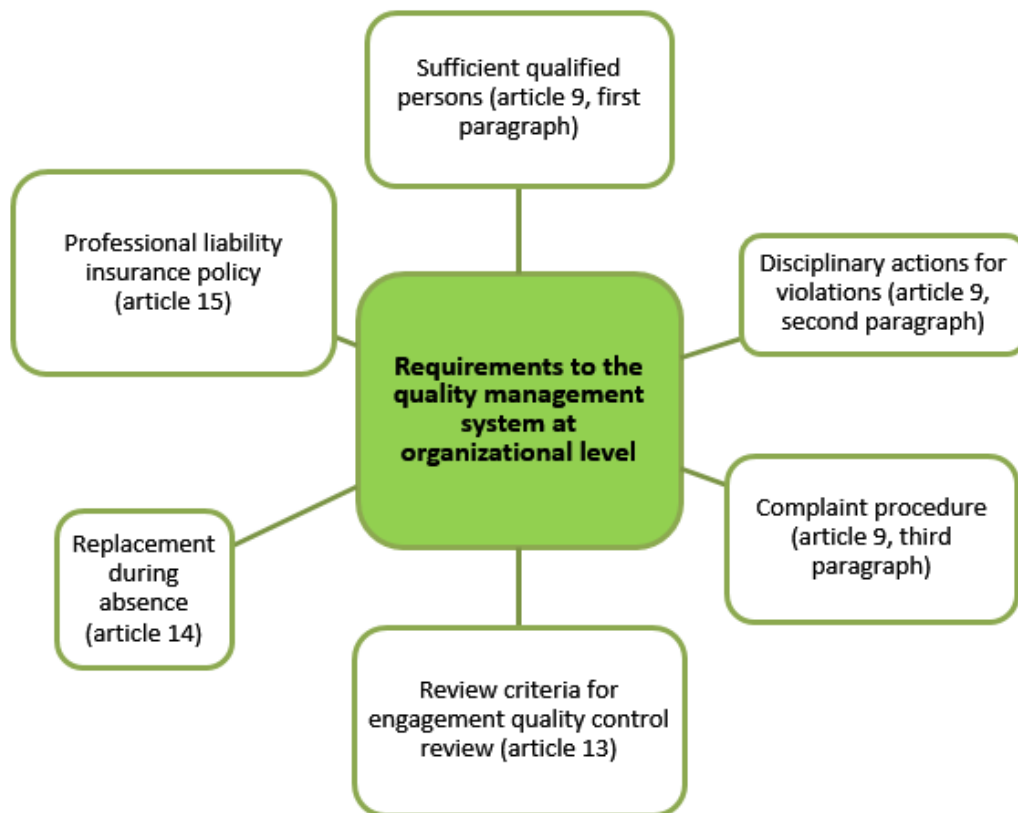 Sufficient qualified
persons (article 9, first
paragraph)
Professional liability
insurance policy
(article 15)
Disciplinary actions for
violations (article 9,
second paragraph)
Requirements to the
quality management
system at
organizational level
Complaint procedure
(article 9, third
paragraph)
Replacement
during
absence
(article 14)
Review criteria for
engagement quality control
review (article 13)